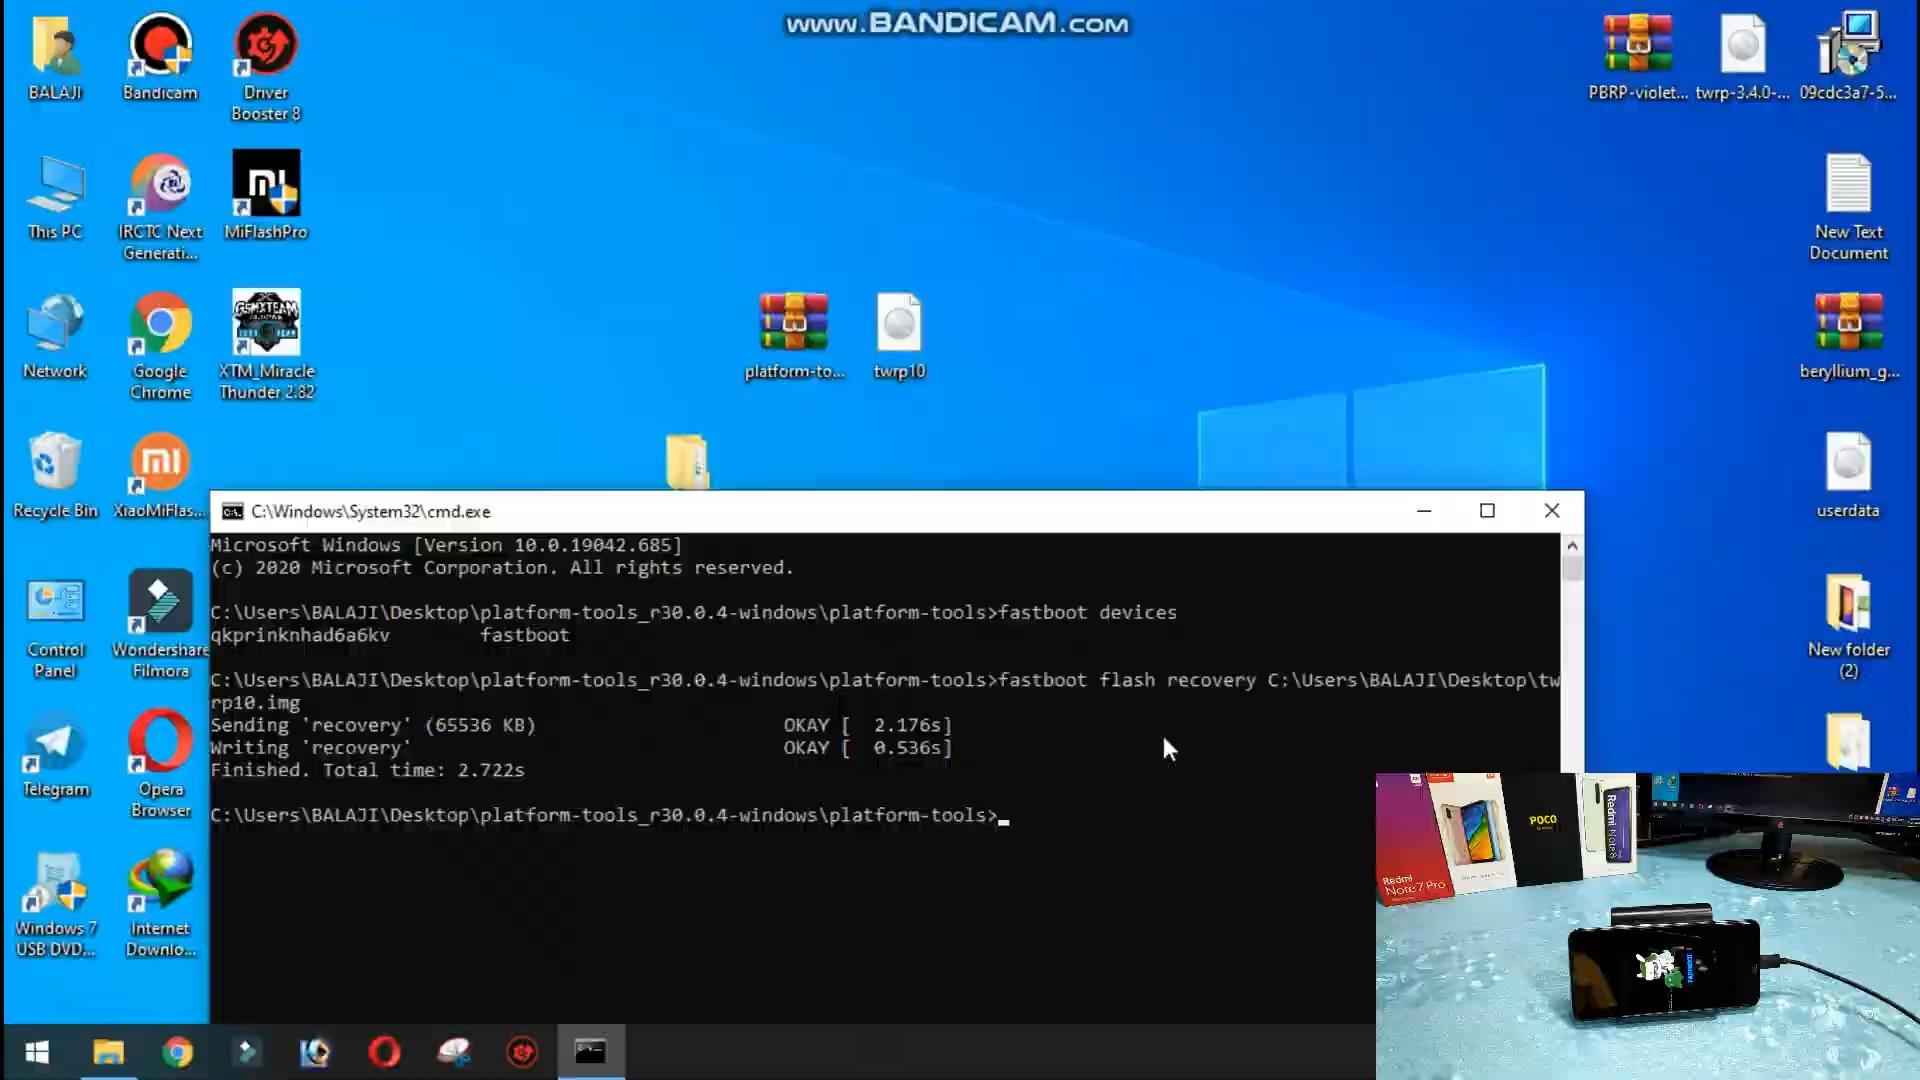 www.BANDICAM.com
BALAJI
Bandicam
Driver
Booster 8
PBRP-violet...
twrp-3.4.0-...
09cdc3a7-5...
This PC
IRCTC Next
Generati...
MiFlashPro
New Text
Document
Network
Google
Chrome
XTM_Miracle
Thunder 2.82
platform-to...
twrp10
beryllium_g...
Recycle Bin
XiaoMiFlas...
userdata
C:\Windows\System32\cmd.exe
Microsoft Windows [Version 10.0.19042.685]
(c) 2020 Microsoft Corporation. All rights reserved.
C:\Users\BALAJI\Desktop\platform-tools_r30.0.4-windows\platform-tools>fastboot devices
qkprinknhad6a6kv fastboot
C:\Users\BALAJI\Desktop\platform-tools_r30.0.4-windows\platform-tools>fastboot flash recovery C:\Users\BALAJI\Desktop\tw
rp10.img
Sending 'recovery' (65536 KB) OKAY [ 2.176s]
Writing 'recovery' OKAY [ 0.536s]
Finished. Total time: 2.722s
C:\Users\BALAJI\Desktop\platform-tools_r30.0.4-windows\platform-tools>
Control
Panel
Wondershare
Filmora
New folder
(2)
Telegram
Opera
Browser
Windows 7
USB DVD...
Internet
Downlo...
Redmi
Note 7 Pro
POCO
Redmi Note 8
FASTBOOT